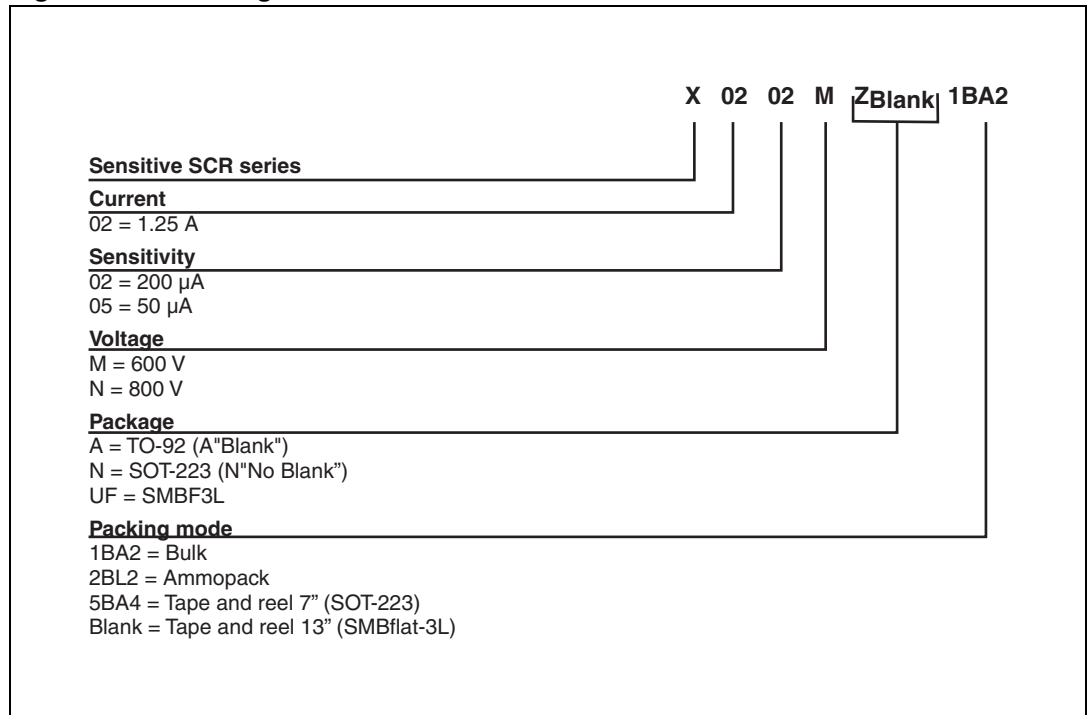 X 02 02 M ZBlank 1BA2
Sensitive SCR series
Current
02 = 1.25 A
Sensitivity
02 = 200 µA
05 = 50 µA
Voltage
M = 600 V
N = 800 V
Package
A = TO-92 (A"Blank")
N = SOT-223 (N"No Blank”)
UF = SMBF3L
Packing mode
1BA2 = Bulk
2BL2 = Ammopack
5BA4 = Tape and reel 7” (SOT-223)
Blank = Tape and reel 13” (SMBflat-3L)